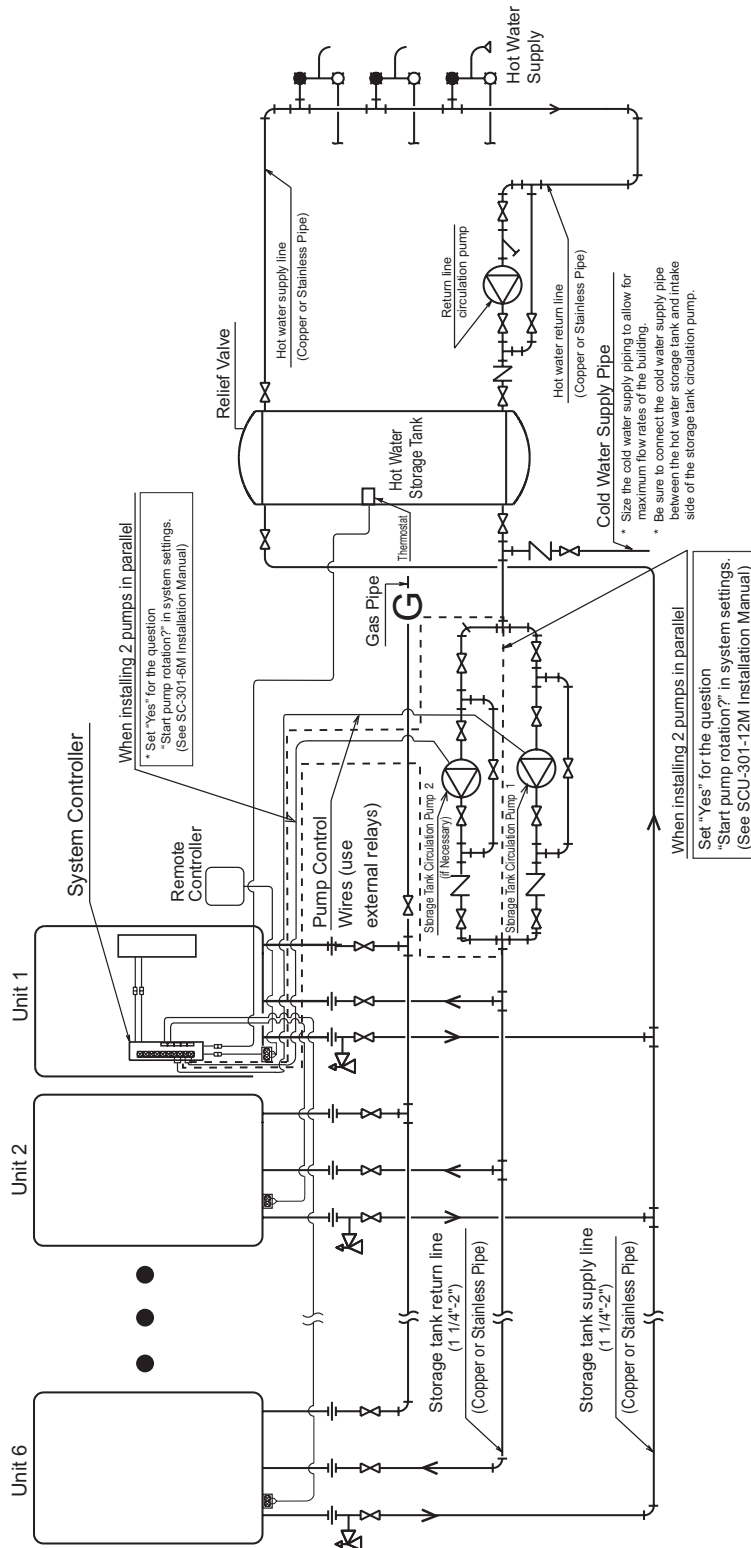 Unit 6
Unit 2
Unit 1
System Controller
When installing 2 pumps in parallel
* Set “Yes” for the question
“Start pump rotation?” in system settings.
(See SC-301-6M Installation Manual)
Remote
Controller
Pump Control
Wires (use
external relays)
Gas Pipe
G
Thermostat
Hot Water
Storage Tank
Relief Valve
Hot water supply line
(Copper or Stainless Pipe)
Hot Water
Supply
Return line
circulation pump
Hot water return line
(Copper or Stainless Pipe)
Cold Water Supply Pipe
* Size the cold water supply piping to allow for
maximum flow rates of the building.
* Be sure to connect the cold water supply pipe
between the hot water storage tank and intake
side of the storage tank circulation pump.
Storage Tank Circulation Pump 2
(if Necessary)
Storage Tank Circulation Pump 1
Storage tank return line
(1 1/4"-2")
(Copper or Stainless Pipe)
Storage tank supply line
(1 1/4"-2")
(Copper or Stainless Pipe)
When installing 2 pumps in parallel
Set “Yes” for the question
“Start pump rotation?” in system settings.
(See SCU-301-12M Installation Manual)